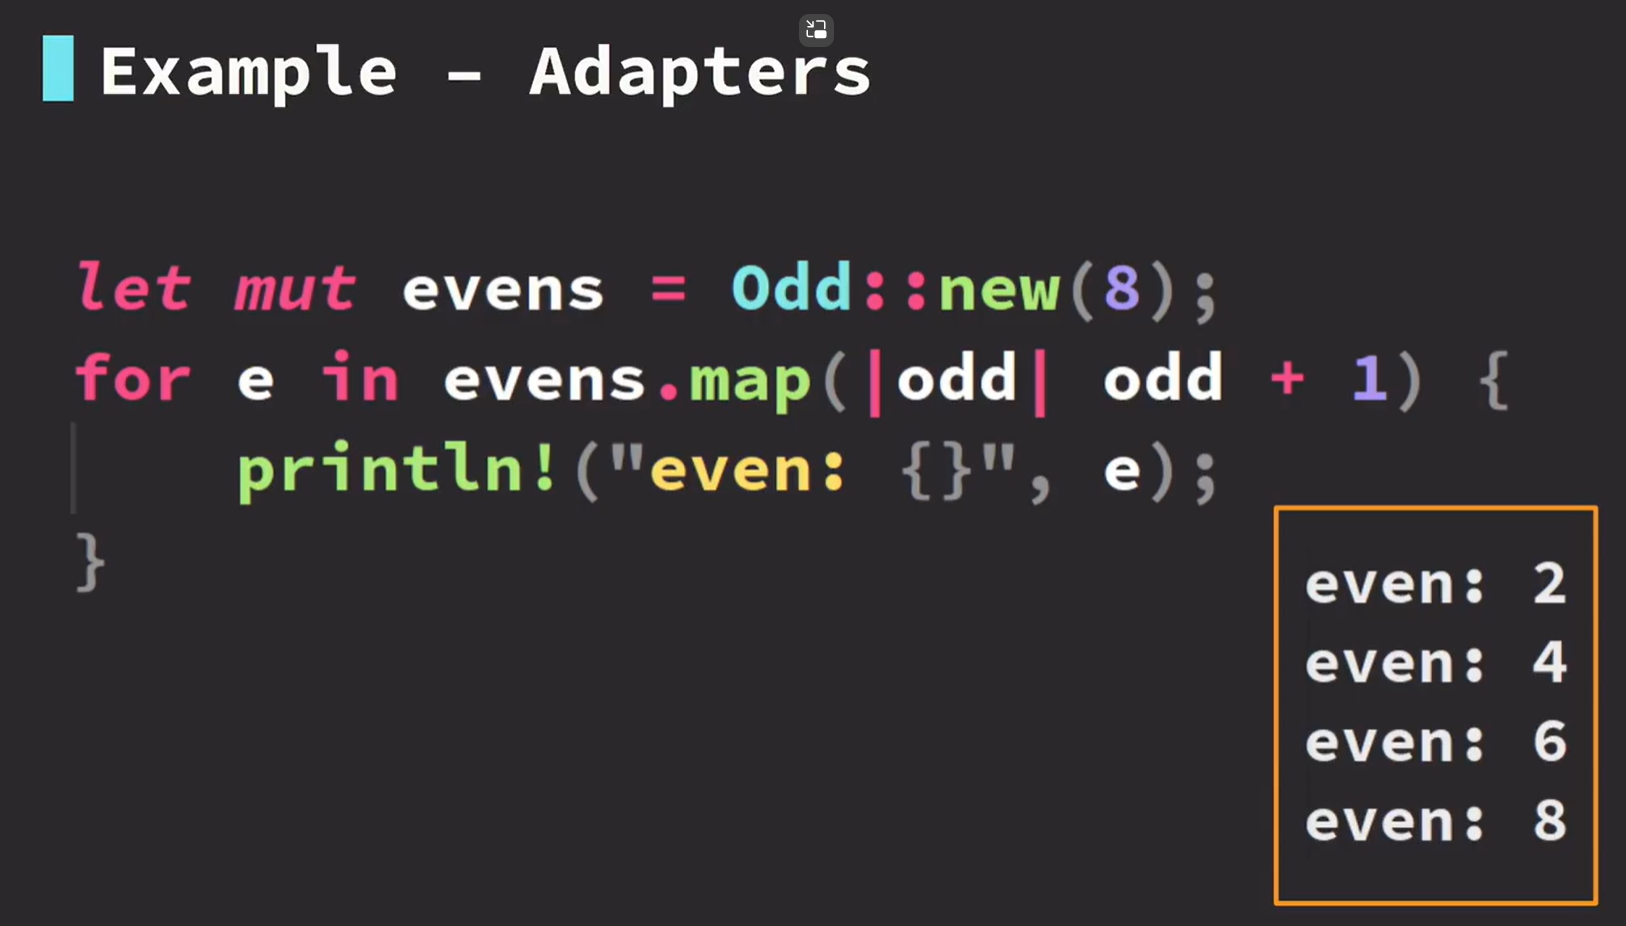 Example – Adapters
let mut evens = Odd::new(8);
for e in evens.map(|odd| odd + 1) {
    println!("even: {}", e);
}
even: 2
even: 4
even: 6
even: 8